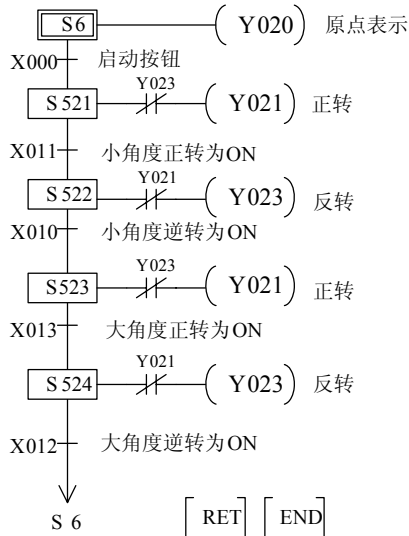 S6 Y020 原点表示
X000 启动按钮
Y023
S521 Y021 正转
X011 小角度正转为ON
Y021
S522 Y023 反转
X010 小角度逆转为ON
Y023
S523 Y021 正转
X013 大角度正转为ON
Y021
S524 Y023 反转
X012 大角度逆转为ON
S 6 RET END